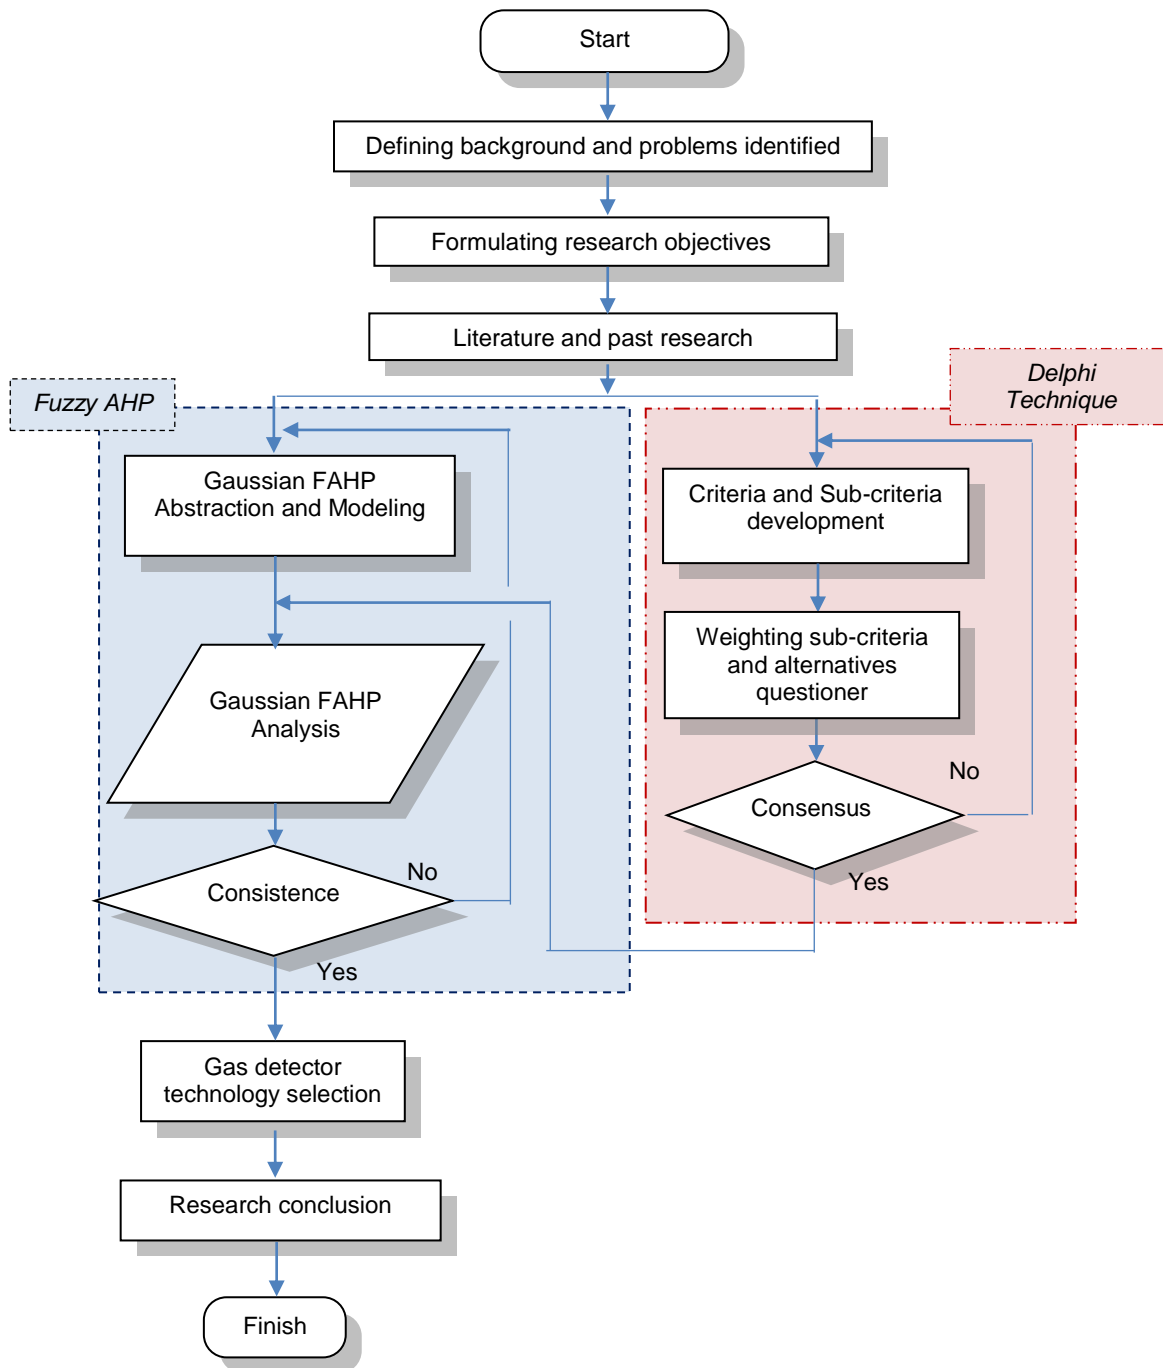 Start
Defining background and problems identified
Formulating research objectives
Literature and past research
Fuzzy AHP
Delphi
Technique
Gaussian FAHP
Abstraction and Modeling
Criteria and Sub-criteria
development
Weighting sub-criteria
and alternatives
questioner
Gaussian FAHP
Analysis
No
Consensus
Yes
No
Consistence
Yes
Gas detector
technology selection
Research conclusion
Finish